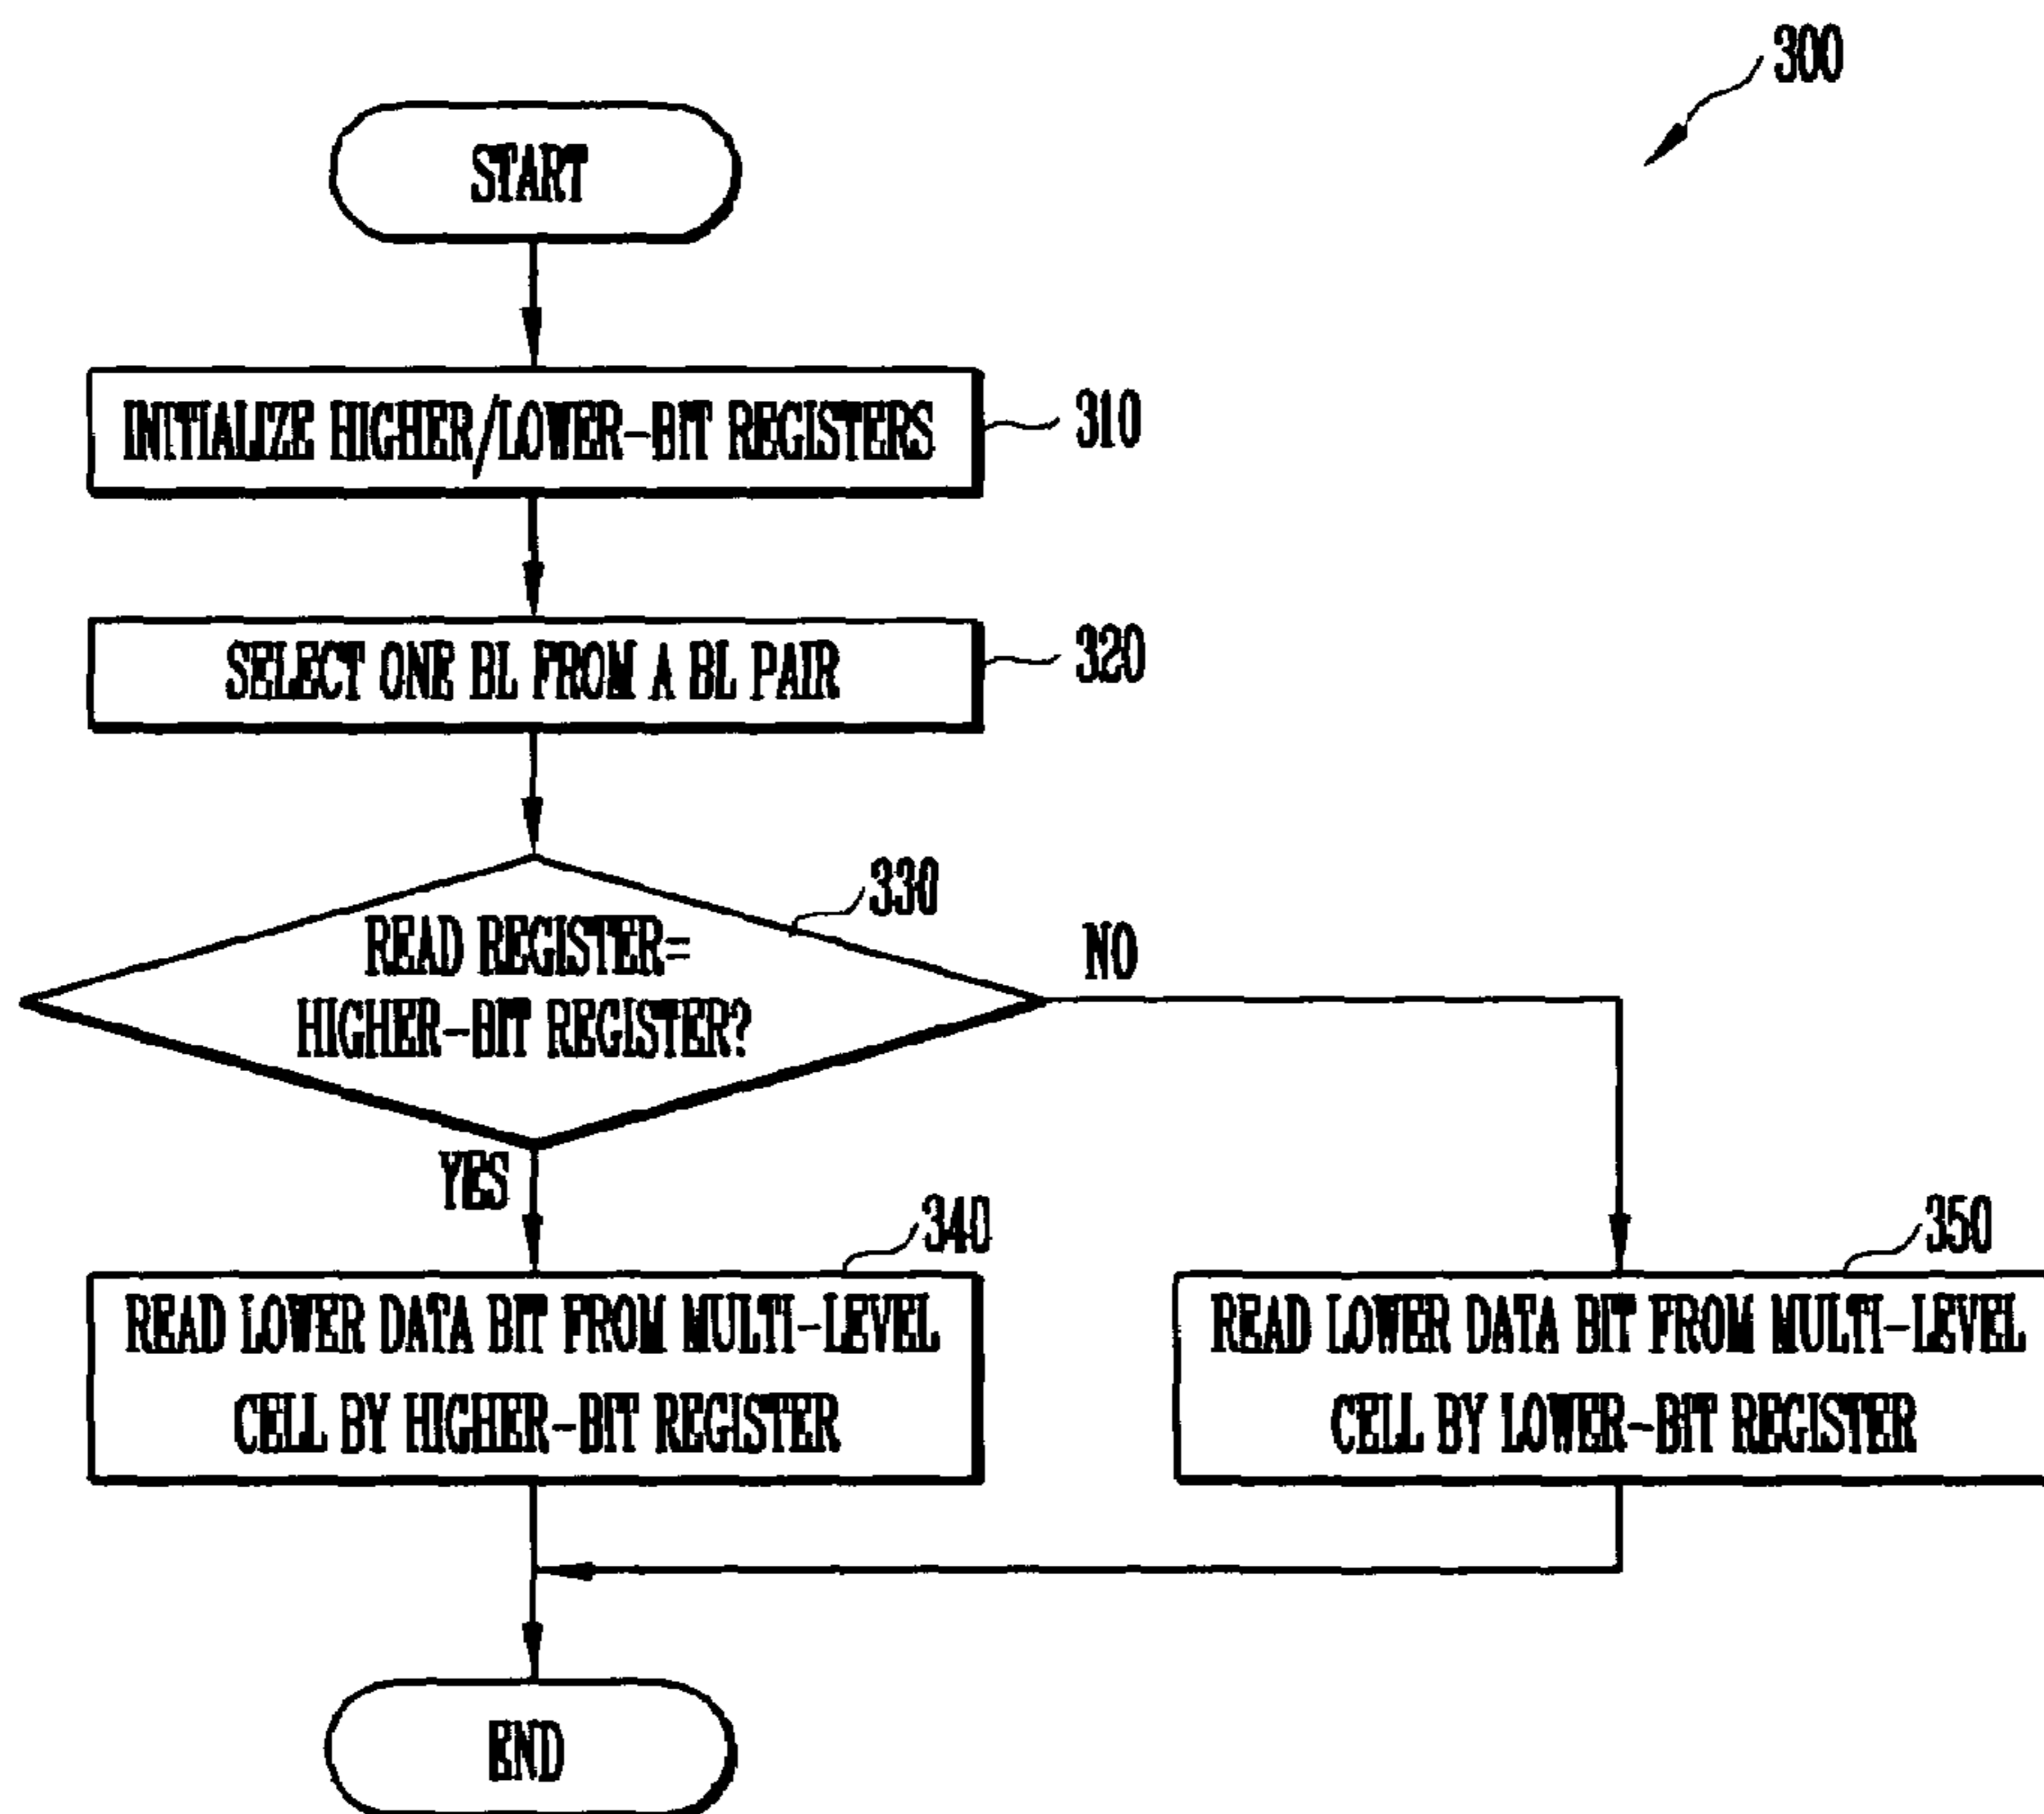 300
START
INITIALIZE HIGHER/LOWER-BIT REGISTERS
310
SELECT ONE BL FROM A BL PAIR
320
330
READ REGISTER=
HIGHER-BIT REGISTER?
NO
YES
340
READ LOWER DATA BIT FROM MULTI-LEVEL
CELL BY HIGHER-BIT REGISTER
350
READ LOWER DATA BIT FROM MULTI-LEVEL
CELL BY LOWER-BIT REGISTER
END